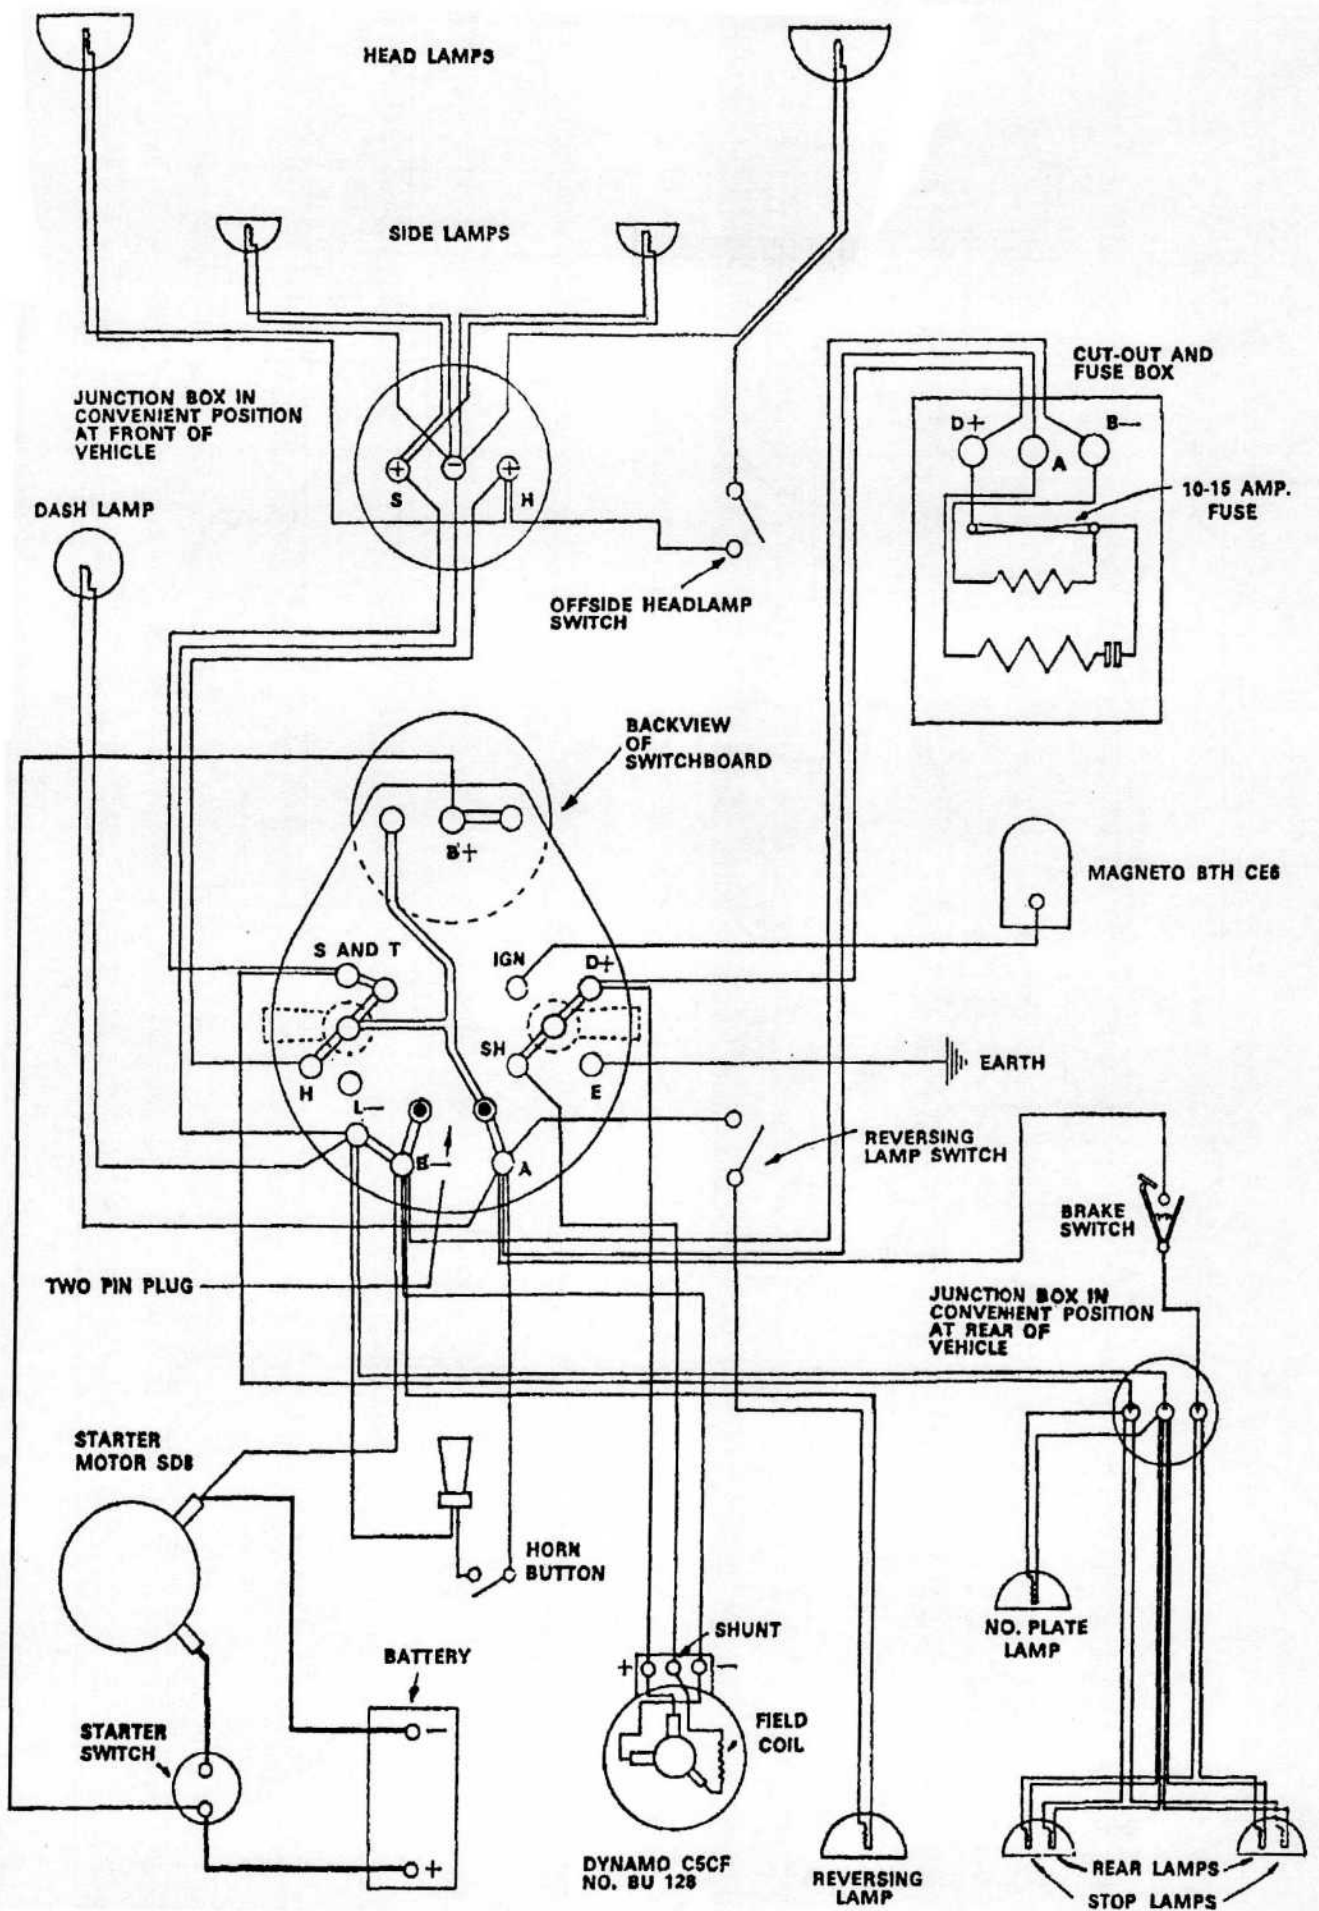 HEAD LAMPS
SIDE LAMPS
CUT-OUT AND
FUSE BOX
JUNCTION BOX IN
CONVENIENT POSITION
AT FRONT OF
VEHICLE
D+
B—
A
+
-
+
S
H
10-15 AMP.
FUSE
DASH LAMP
OFFSIDE HEADLAMP
SWITCH
BACKVIEW
OF
SWITCHBOARD
B+
MAGNETO BTH CE6
S AND T
IGN
D+
SH
EARTH
H
E
L—
REVERSING
LAMP SWITCH
B—
A
BRAKE
SWITCH
TWO PIN PLUG
JUNCTION BOX IN
CONVENIENT POSITION
AT REAR OF
VEHICLE
STARTER
MOTOR SD8
HORN
BUTTON
NO. PLATE
LAMP
SHUNT
+
—
BATTERY
FIELD
COIL
STARTER
SWITCH
-
+
DYNAMO C5CF
NO. BU 128
REVERSING
LAMP
REAR LAMPS
STOP LAMPS